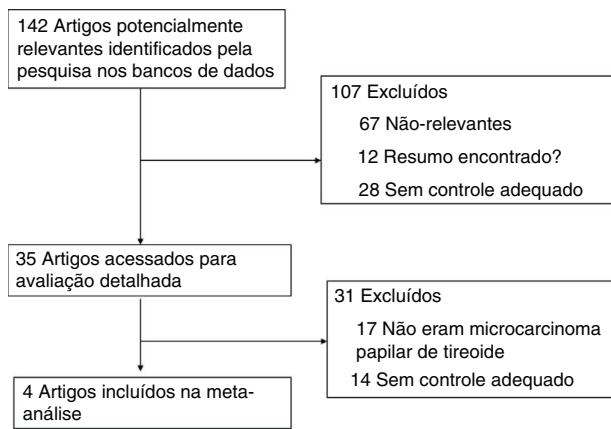 142 Artigos potencialmente
relevantes identificados pela
pesquisa nos bancos de dados
107 Excluídos
67 Não-relevantes
12 Resumo encontrado?
28 Sem controle adequado
35 Artigos acessados para
avaliação detalhada
31 Excluídos
17 Não eram microcarcinoma
papilar de tireoide
14 Sem controle adequado
4 Artigos incluídos na meta-
análise